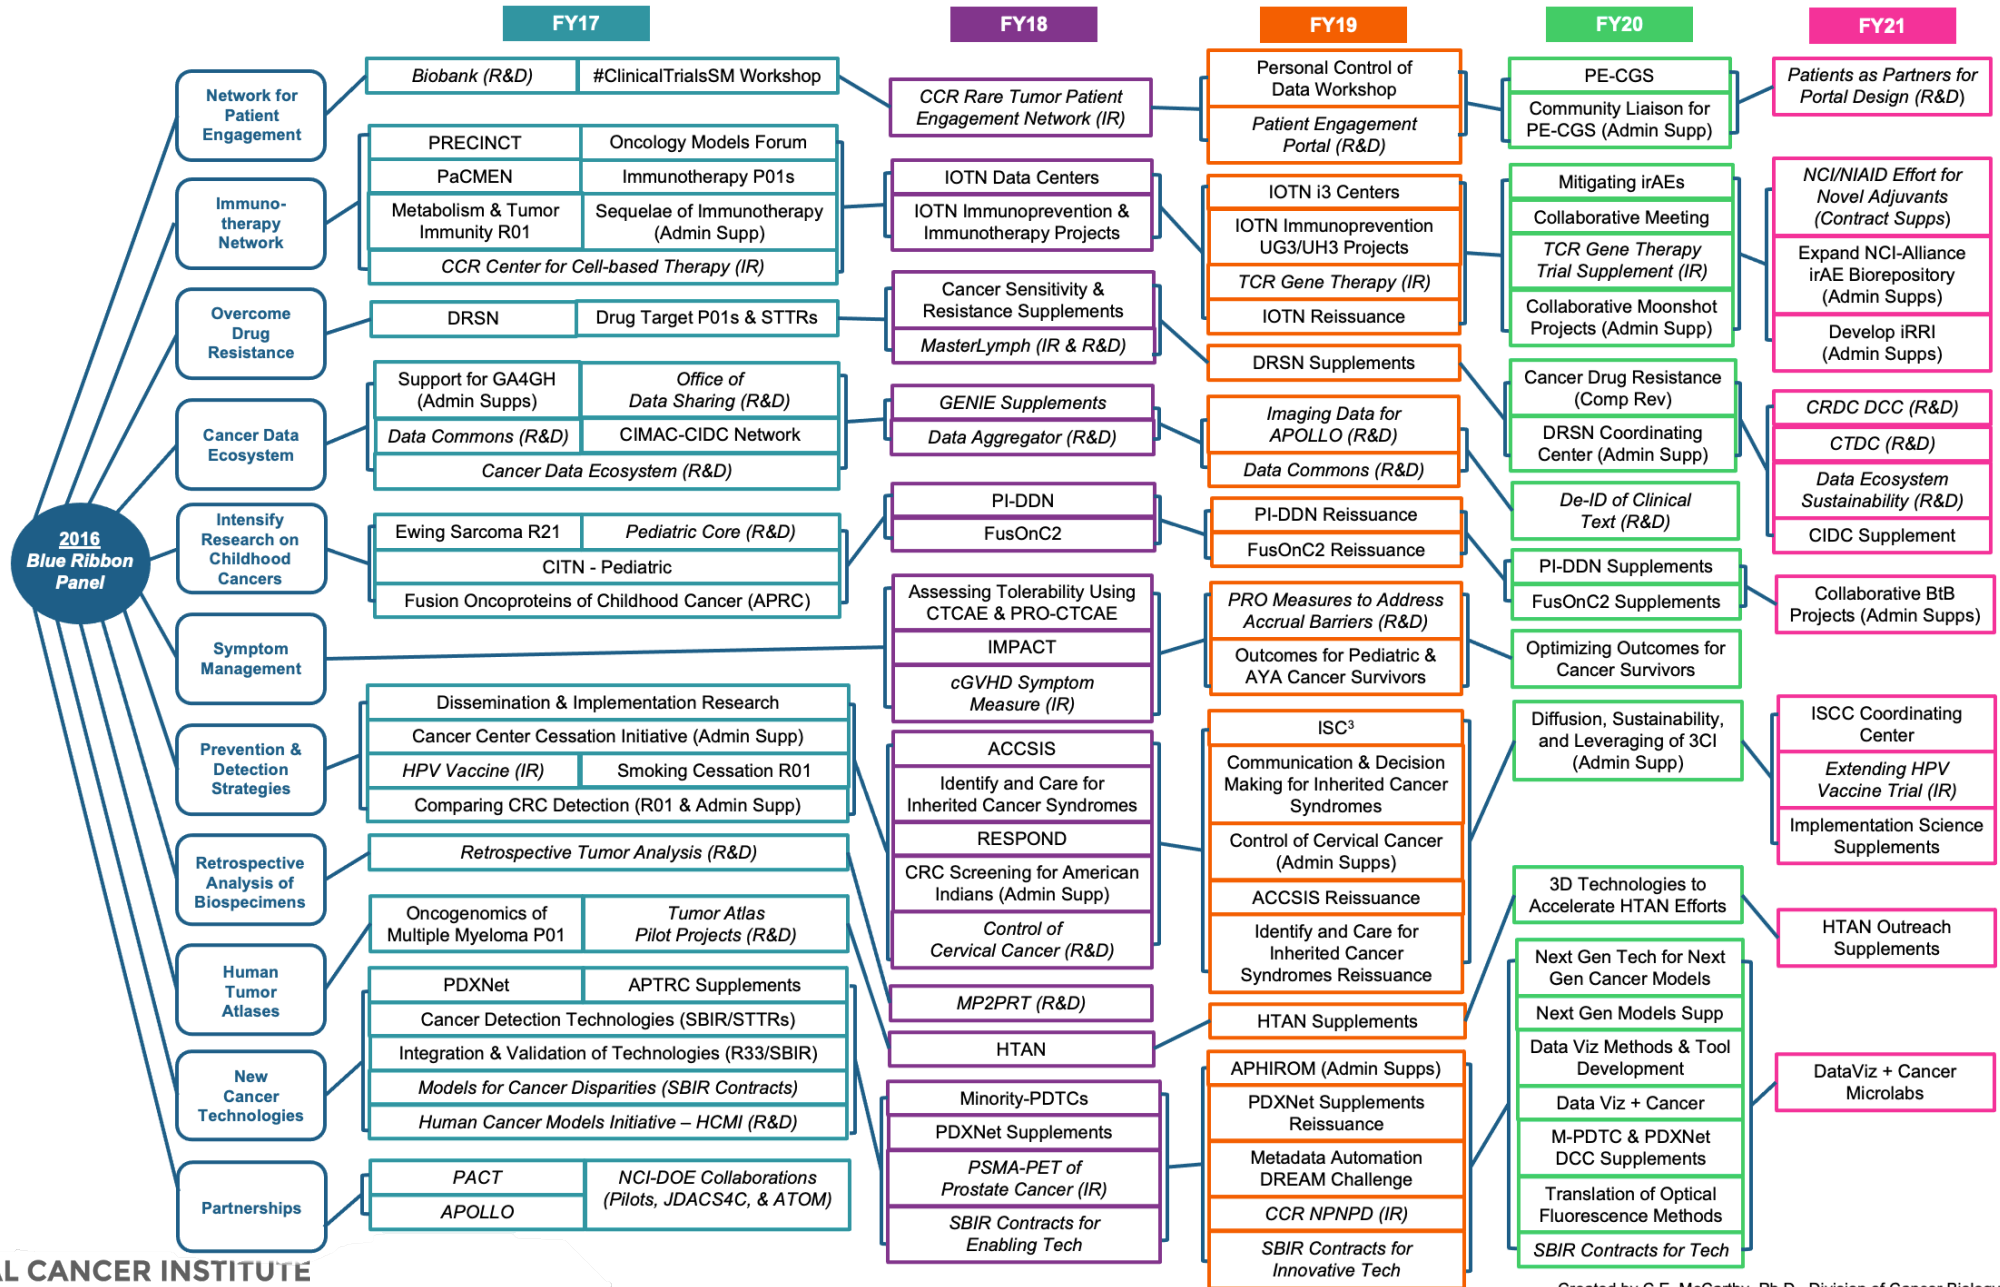 FY17
FY18
FY19
FY20
FY21
2016
Blue Ribbon
Panel
Network for
Patient
Engagement
Biobank (R&D)
#ClinicalTrialsSM Workshop
CCR Rare Tumor Patient
Engagement Network (IR)
Personal Control of
Data Workshop
Patient Engagement
Portal (R&D)
PE-CGS
Community Liaison for
PE-CGS (Admin Supp)
Patients as Partners for
Portal Design (R&D)
Immuno-
therapy
Network
PRECINCT
Oncology Models Forum
PaCMEN
Immunotherapy P01s
Metabolism & Tumor
Immunity R01
Sequelae of Immunotherapy
(Admin Supp)
CCR Center for Cell-based Therapy (IR)
IOTN Data Centers
IOTN Immunoprevention &
Immunotherapy Projects
IOTN i3 Centers
IOTN Immunoprevention
UG3/UH3 Projects
TCR Gene Therapy (IR)
IOTN Reissuance
Mitigating irAEs
Collaborative Meeting
TCR Gene Therapy
Trial Supplement (IR)
Collaborative Moonshot
Projects (Admin Supp)
NCI/NIAID Effort for
Novel Adjuvants
(Contract Supps)
Expand NCI-Alliance
irAE Biorepository
(Admin Supps)
Develop iRRI
(Admin Supps)
Overcome
Drug
Resistance
DRSN
Drug Target P01s & STTRs
Cancer Sensitivity &
Resistance Supplements
MasterLymph (IR & R&D)
DRSN Supplements
Cancer Drug Resistance
(Comp Rev)
DRSN Coordinating
Center (Admin Supp)
Cancer Data
Ecosystem
Support for GA4GH
(Admin Supps)
Office of
Data Sharing (R&D)
Data Commons (R&D)
CIMAC-CIDC Network
Cancer Data Ecosystem (R&D)
GENIE Supplements
Data Aggregator (R&D)
Imaging Data for
APOLLO (R&D)
Data Commons (R&D)
De-ID of Clinical
Text (R&D)
CRDC DCC (R&D)
CTDC (R&D)
Data Ecosystem
Sustainability (R&D)
CIDC Supplement
Intensify
Research on
Childhood
Cancers
Ewing Sarcoma R21
Pediatric Core (R&D)
CITN - Pediatric
Fusion Oncoproteins of Childhood Cancer (APRC)
PI-DDN
FusOnC2
PI-DDN Reissuance
FusOnC2 Reissuance
PI-DDN Supplements
FusOnC2 Supplements
Collaborative BtB
Projects (Admin Supps)
Symptom
Management
Assessing Tolerability Using
CTCAE & PRO-CTCAE
IMPACT
cGVHD Symptom
Measure (IR)
PRO Measures to Address
Accrual Barriers (R&D)
Outcomes for Pediatric &
AYA Cancer Survivors
Optimizing Outcomes for
Cancer Survivors
Prevention &
Detection
Strategies
Dissemination & Implementation Research
Cancer Center Cessation Initiative (Admin Supp)
HPV Vaccine (IR)
Smoking Cessation R01
Comparing CRC Detection (R01 & Admin Supp)
ACCSIS
Identify and Care for
Inherited Cancer Syndromes
RESPOND
CRC Screening for American
Indians (Admin Supp)
Control of
Cervical Cancer (R&D)
ISC³
Communication & Decision
Making for Inherited Cancer
Syndromes
Control of Cervical Cancer
(Admin Supps)
ACCSIS Reissuance
Identify and Care for
Inherited Cancer
Syndromes Reissuance
Diffusion, Sustainability,
and Leveraging of 3CI
(Admin Supp)
ISCC Coordinating
Center
Extending HPV
Vaccine Trial (IR)
Implementation Science
Supplements
Retrospective
Analysis of
Biospecimens
Retrospective Tumor Analysis (R&D)
MP2PRT (R&D)
Human
Tumor
Atlases
Oncogenomics of
Multiple Myeloma P01
Tumor Atlas
Pilot Projects (R&D)
HTAN
HTAN Supplements
3D Technologies to
Accelerate HTAN Efforts
HTAN Outreach
Supplements
New
Cancer
Technologies
PDXNet
APTRC Supplements
Cancer Detection Technologies (SBIR/STTRs)
Integration & Validation of Technologies (R33/SBIR)
Models for Cancer Disparities (SBIR Contracts)
Human Cancer Models Initiative – HCMI (R&D)
Minority-PDTCs
PDXNet Supplements
PSMA-PET of
Prostate Cancer (IR)
SBIR Contracts for
Enabling Tech
APHIROM (Admin Supps)
PDXNet Supplements
Reissuance
Metadata Automation
DREAM Challenge
CCR NPNPD (IR)
SBIR Contracts for
Innovative Tech
Next Gen Tech for Next
Gen Cancer Models
Next Gen Models Supp
Data Viz Methods & Tool
Development
Data Viz + Cancer
M-PDTC & PDXNet
DCC Supplements
Translation of Optical
Fluorescence Methods
SBIR Contracts for Tech
DataViz + Cancer
Microlabs
Partnerships
PACT
APOLLO
NCI-DOE Collaborations
(Pilots, JDACS4C, & ATOM)
AL CANCER INSTITUTE
Created by C.E. McCarthy, Ph.D., Division of Cancer Biology